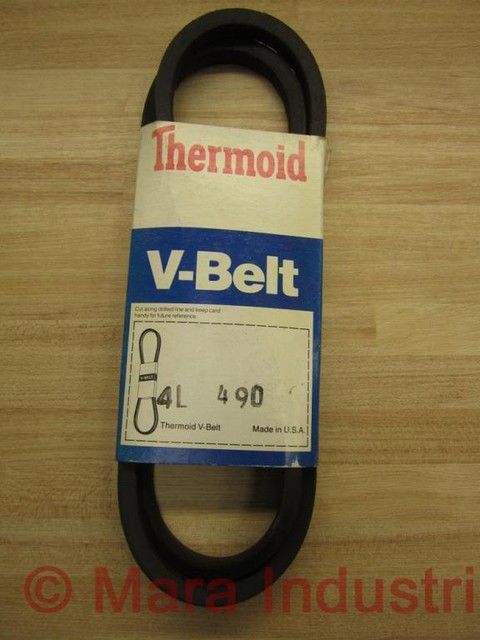 Thermoid
V-Belt
Cut along dotted line and keep card
handy for future reference.
V-BELT
4L 490
Thermoid V-Belt
Made in U.S.A.
© Mara Industri